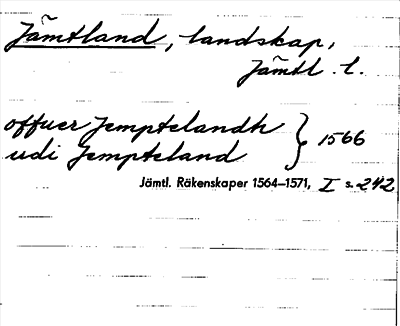 Jämtland, landskap,
Jämtl. l.
offuer Jemptelandh
udi Jempteland } 1566
Jämtl. Räkenskaper 1564–1571, I s. 242